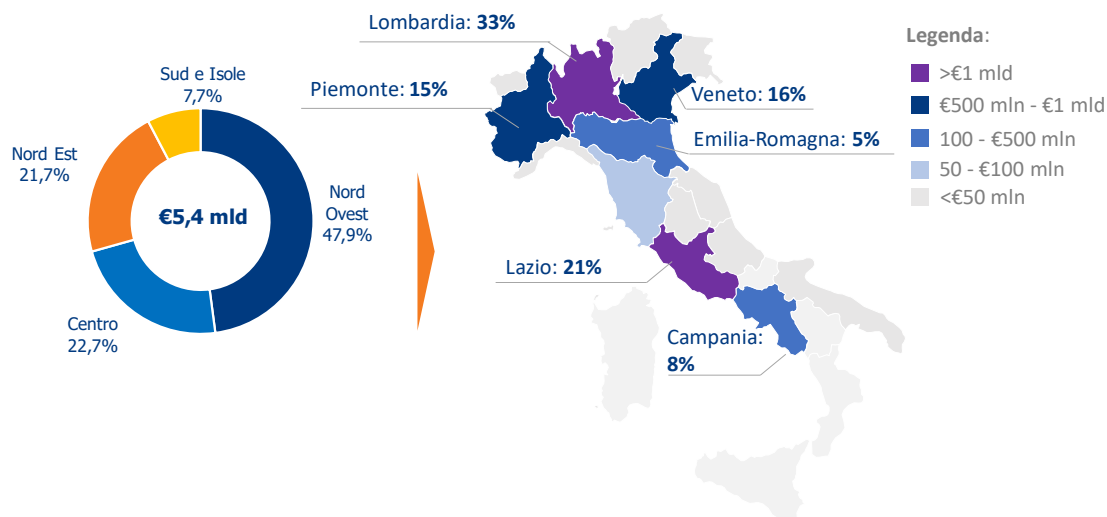 Sud e Isole
7,7%
Nord Est
21,7%
€5,4 mld
Nord
Ovest
47,9%
Centro
22,7%
Lombardia: 33%
Piemonte: 15%
Veneto: 16%
Emilia-Romagna: 5%
Lazio: 21%
Campania:
8%
Legenda:
>€1 mld
€500 mln - €1 mld
100 - €500 mln
50 - €100 mln
<€50 mln